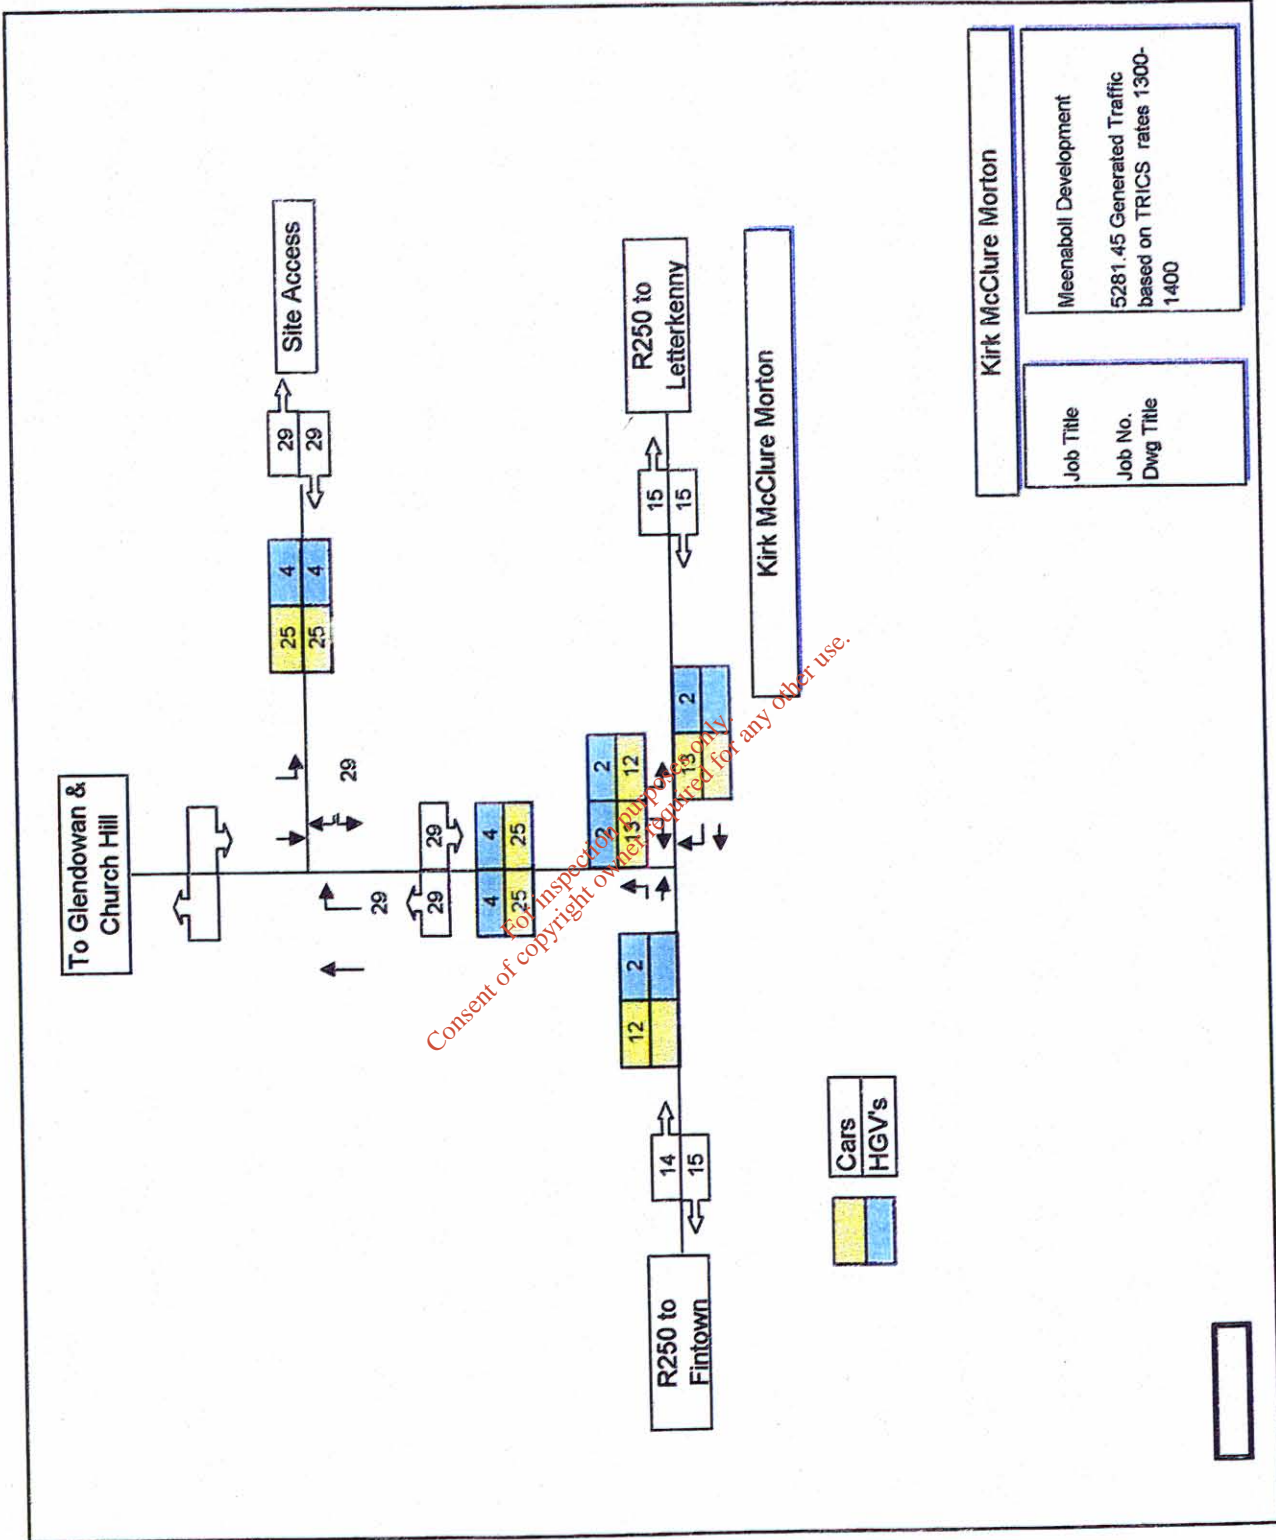 To Glendowan &
Church Hill
25 4 29 Site Access
25 4 29
29
29
29 29
4 4
25 25
2 2
13 12
12 2
15
15
R250 to
Letterkenny
14
15
R250 to
Fintown
13 2
Kirk McClure Morton
Cars
HGV's
Kirk McClure Morton
Job Title
Meenaboll Development
Job No.
5281.45 Generated Traffic
Dwg Title
based on TRICS rates 1300-
1400
For inspection purposes only.
Consent of copyright owner required for any other use.